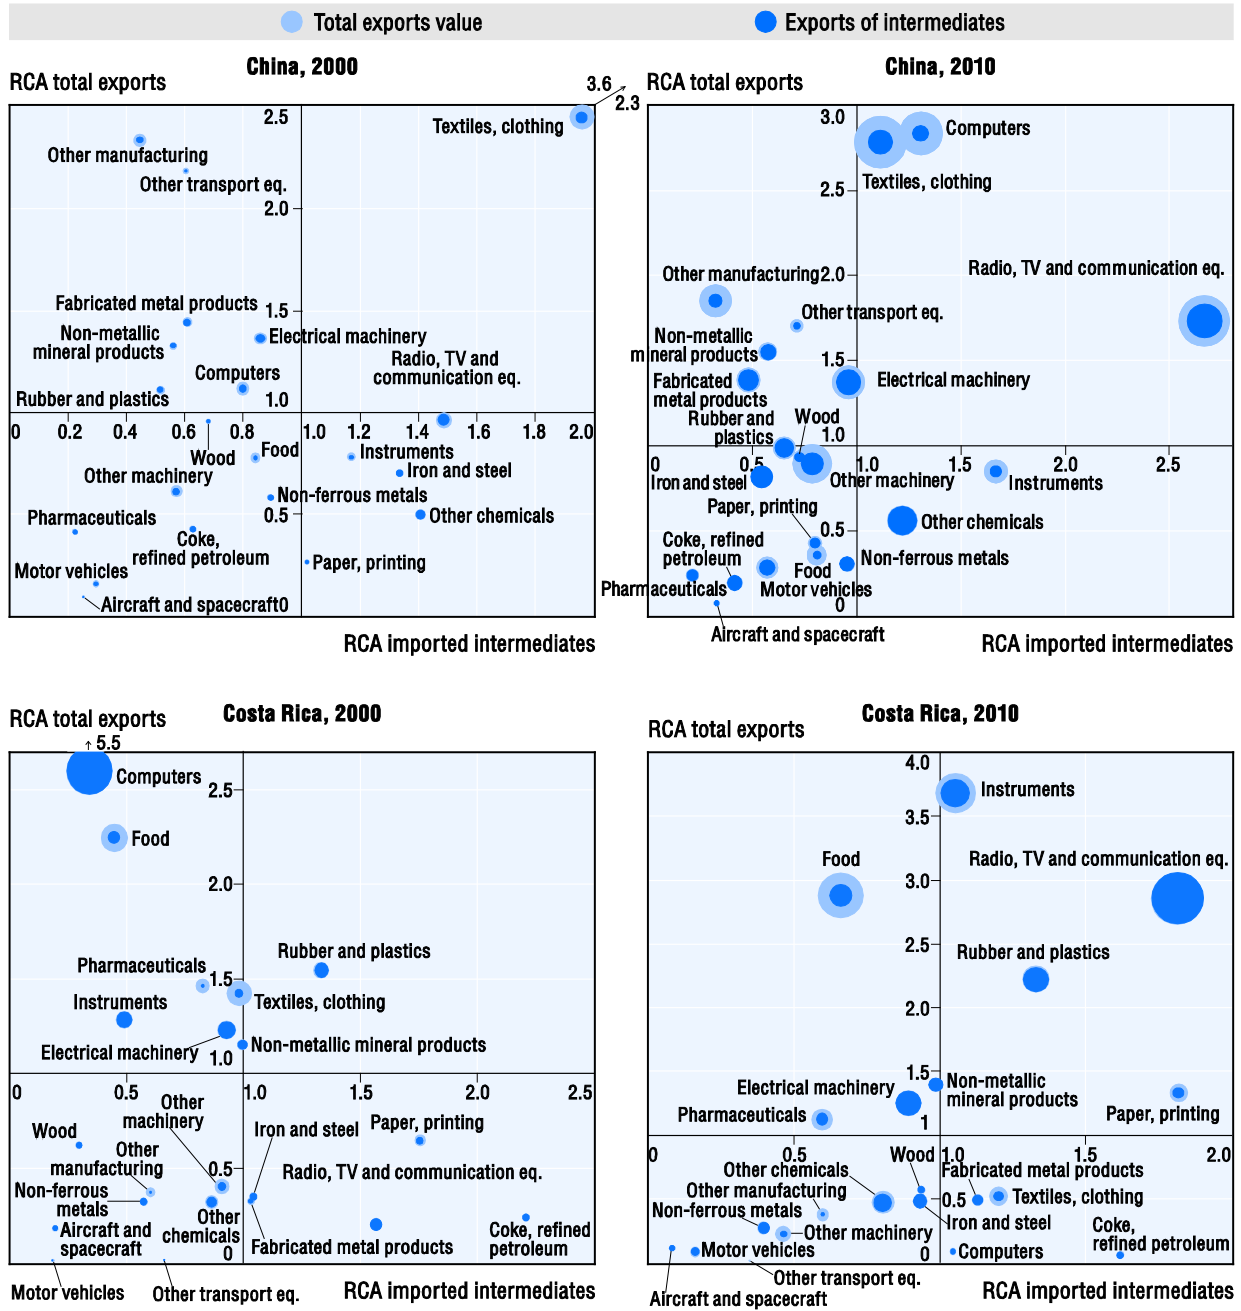 Total exports value
Exports of intermediates
China, 2000
RCA total exports
3.6
2.3
2.5
Textiles, clothing
Other manufacturing
Other transport eq.
2.0
Fabricated metal products
1.5
Non-metallic
mineral products
Electrical machinery
Radio, TV and
communication eq.
Computers
Rubber and plastics
1.0
0
0.2
0.4
0.6
0.8
1.0
1.2
1.4
1.6
1.8
2.0
Wood
Food
Instruments
Other machinery
Iron and steel
Non-ferrous metals
0.5
Other chemicals
Pharmaceuticals
Coke,
refined petroleum
Paper, printing
Motor vehicles
Aircraft and spacecraft
0
RCA imported intermediates
China, 2010
RCA total exports
3.0
Computers
Textiles, clothing
2.5
Radio, TV and communication eq.
Other manufacturing
2.0
Other transport eq.
Non-metallic
mineral products
1.5
Fabricated
metal products
Electrical machinery
Rubber and
plastics
Wood
1.0
0
0.5
1.0
1.5
2.0
2.5
Iron and steel
Other machinery
Instruments
Paper, printing
0.5
Other chemicals
Coke, refined
petroleum
Food
Non-ferrous metals
Pharmaceuticals
Motor vehicles
0
Aircraft and spacecraft
RCA imported intermediates
Costa Rica, 2000
RCA total exports
5.5
Computers
2.5
Food
2.0
Rubber and plastics
Pharmaceuticals
1.5
Instruments
Textiles, clothing
Electrical machinery
Non-metallic mineral products
1.0
0
0.5
1.0
1.5
2.0
2.5
Other
machinery
Wood
Iron and steel
Paper, printing
Other
manufacturing
0.5
Radio, TV and communication eq.
Non-ferrous
metals
Other
chemicals
Aircraft and
spacecraft
0
Fabricated metal products
Coke, refined
petroleum
Motor vehicles
Other transport eq.
RCA imported intermediates
Costa Rica, 2010
RCA total exports
4.0
Instruments
3.5
Food
Radio, TV and communication eq.
3.0
2.5
Rubber and plastics
2.0
1.5
Electrical machinery
Non-metallic
mineral products
Pharmaceuticals
1
Paper, printing
0
0.5
1.0
1.5
2.0
Wood
Other chemicals
Fabricated metal products
Other manufacturing
0.5
Textiles, clothing
Non-ferrous metals
Iron and steel
Other machinery
Coke,
refined petroleum
Motor vehicles
0
Computers
Other transport eq.
Aircraft and spacecraft
RCA imported intermediates